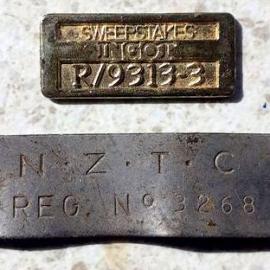 SWEEPSTAKES
INGOT
R/9313-3
N·Z·T·C
REG. Nº 3268